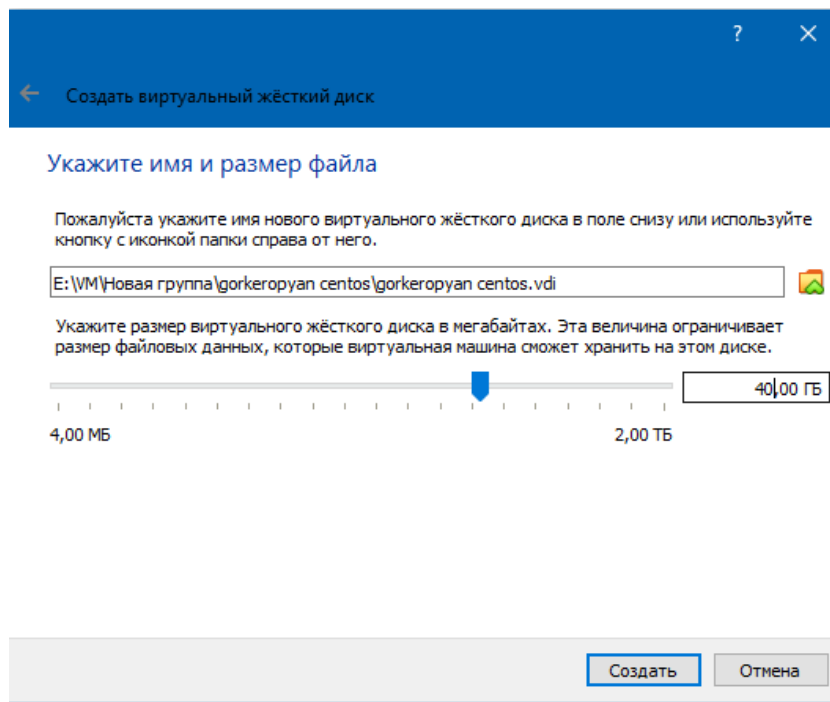 ?
Создать виртуальный жёсткий диск
Укажите имя и размер файла
Пожалуйста укажите имя нового виртуального жёсткого диска в поле снизу или используйте
кнопку с иконкой папки справа от него.
E:\VM\Новая группа\gorkeropyan centos\gorkeropyan centos.vdi
Укажите размер виртуального жёсткого диска в мегабайтах. Эта величина ограничивает
размер файловых данных, которые виртуальная машина сможет хранить на этом диске.
40,00 ГБ
4,00 МБ 2,00 ТБ
Создать Отмена